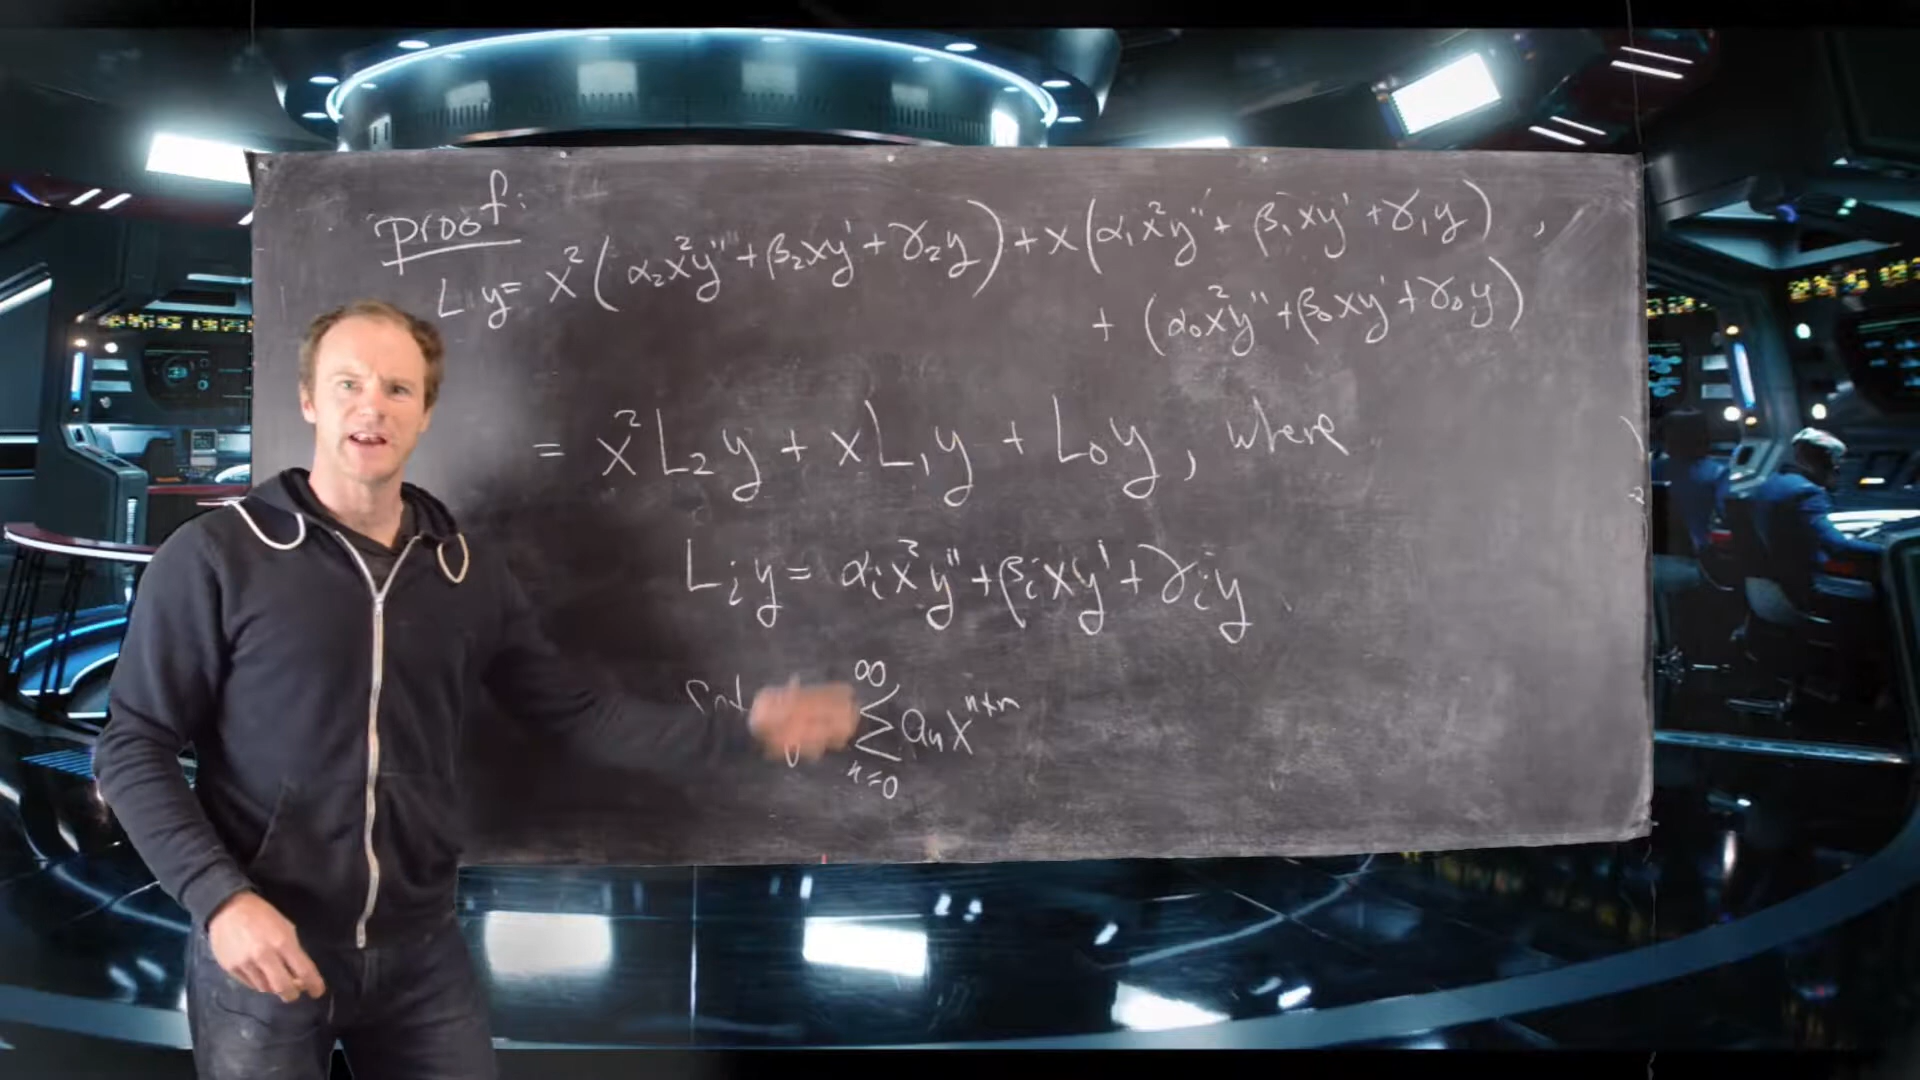 Proof:
Ly = x²(α₂x²y'' + β₂xy' + γ₂y) + x(α₁x²y'' + β₁xy' + γ₁y)
+ (α₀x²y'' + β₀xy' + γ₀y)
= x²L₂y + xL₁y + L₀y, where
Lᵢy = αᵢx²y'' + βᵢxy' + γᵢy
∞
Σ aₙxⁿ⁺ʳ
n=0